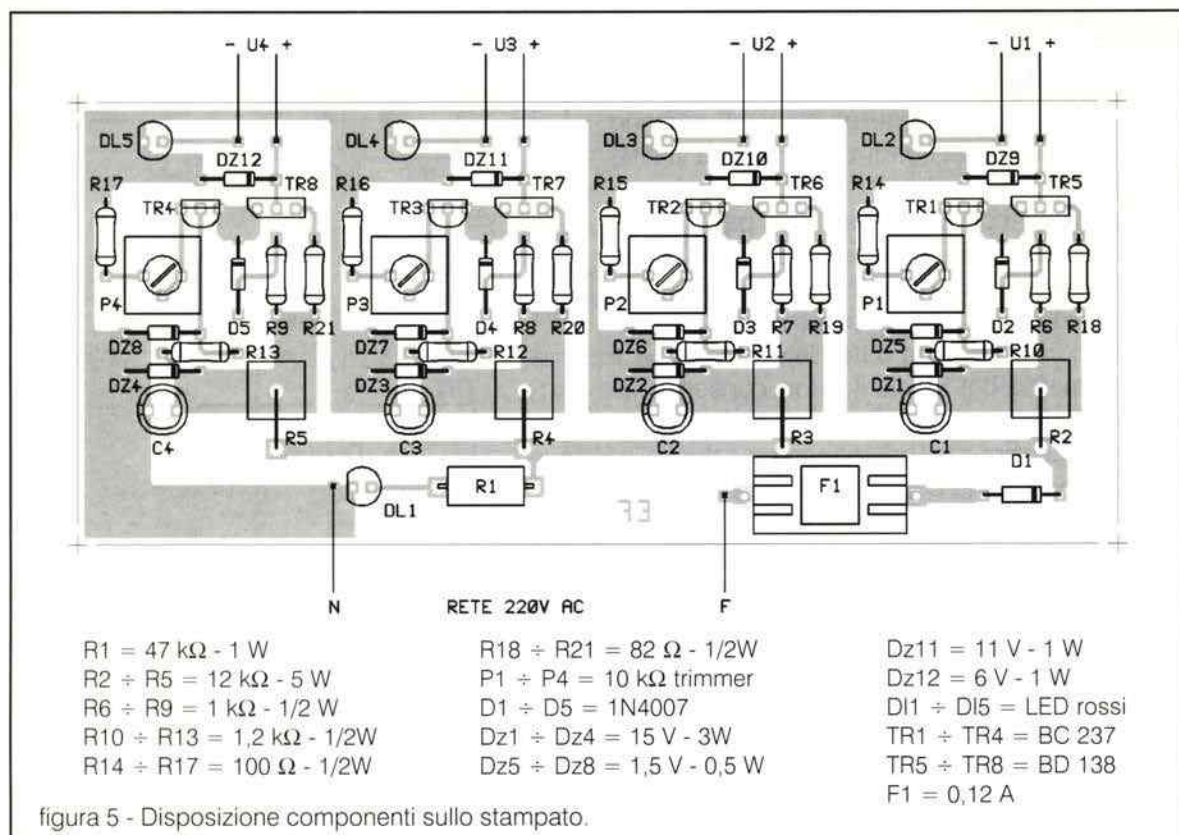 - U4 + - U3 + - U2 + - U1 +
DL5 DL4 DL3 DL2
DZ12 DZ11 DZ10 DZ9
R17 TR8 R16 TR7 R15 TR6 R14 TR5
TR4 TR3 TR2 TR1
P4 P3 P2 P1
D5 R9 R21 D4 R8 R20 D3 R7 R19 D2 R6 R18
DZ8 DZ7 DZ6 DZ5
R13 R12 R11 R10
DZ4 DZ3 DZ2 DZ1
C4 R5 C3 R4 C2 R3 C1 R2
D1
R1 F1
DL1
N RETE 220V AC F
R1 = 47 kΩ - 1 W
R2 ÷ R5 = 12 kΩ - 5 W
R6 ÷ R9 = 1 kΩ - 1/2 W
R10 ÷ R13 = 1,2 kΩ - 1/2W
R14 ÷ R17 = 100 Ω - 1/2W
R18 ÷ R21 = 82 Ω - 1/2W
P1 ÷ P4 = 10 kΩ trimmer
D1 ÷ D5 = 1N4007
Dz1 ÷ Dz4 = 15 V - 3W
Dz5 ÷ Dz8 = 1,5 V - 0,5 W
Dz11 = 11 V - 1 W
Dz12 = 6 V - 1 W
Dl1 ÷ Dl5 = LED rossi
TR1 ÷ TR4 = BC 237
TR5 ÷ TR8 = BD 138
F1 = 0,12 A
figura 5 - Disposizione componenti sullo stampato.